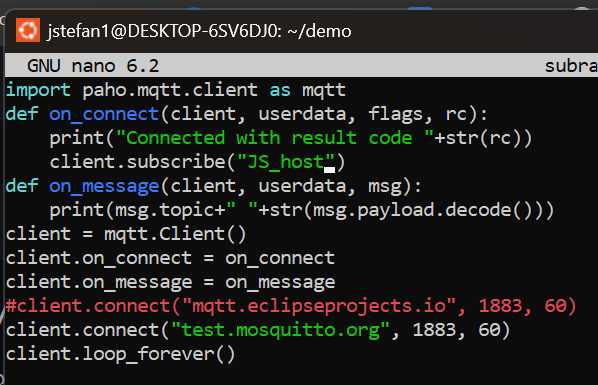 jstefan1@DESKTOP-6SV6DJ0: ~/demo
GNU nano 6.2 subra
import paho.mqtt.client as mqtt
def on_connect(client, userdata, flags, rc):
    print("Connected with result code "+str(rc))
    client.subscribe("JS_host")
def on_message(client, userdata, msg):
    print(msg.topic+" "+str(msg.payload.decode()))
client = mqtt.Client()
client.on_connect = on_connect
client.on_message = on_message
#client.connect("mqtt.eclipseprojects.io", 1883, 60)
client.connect("test.mosquitto.org", 1883, 60)
client.loop_forever()